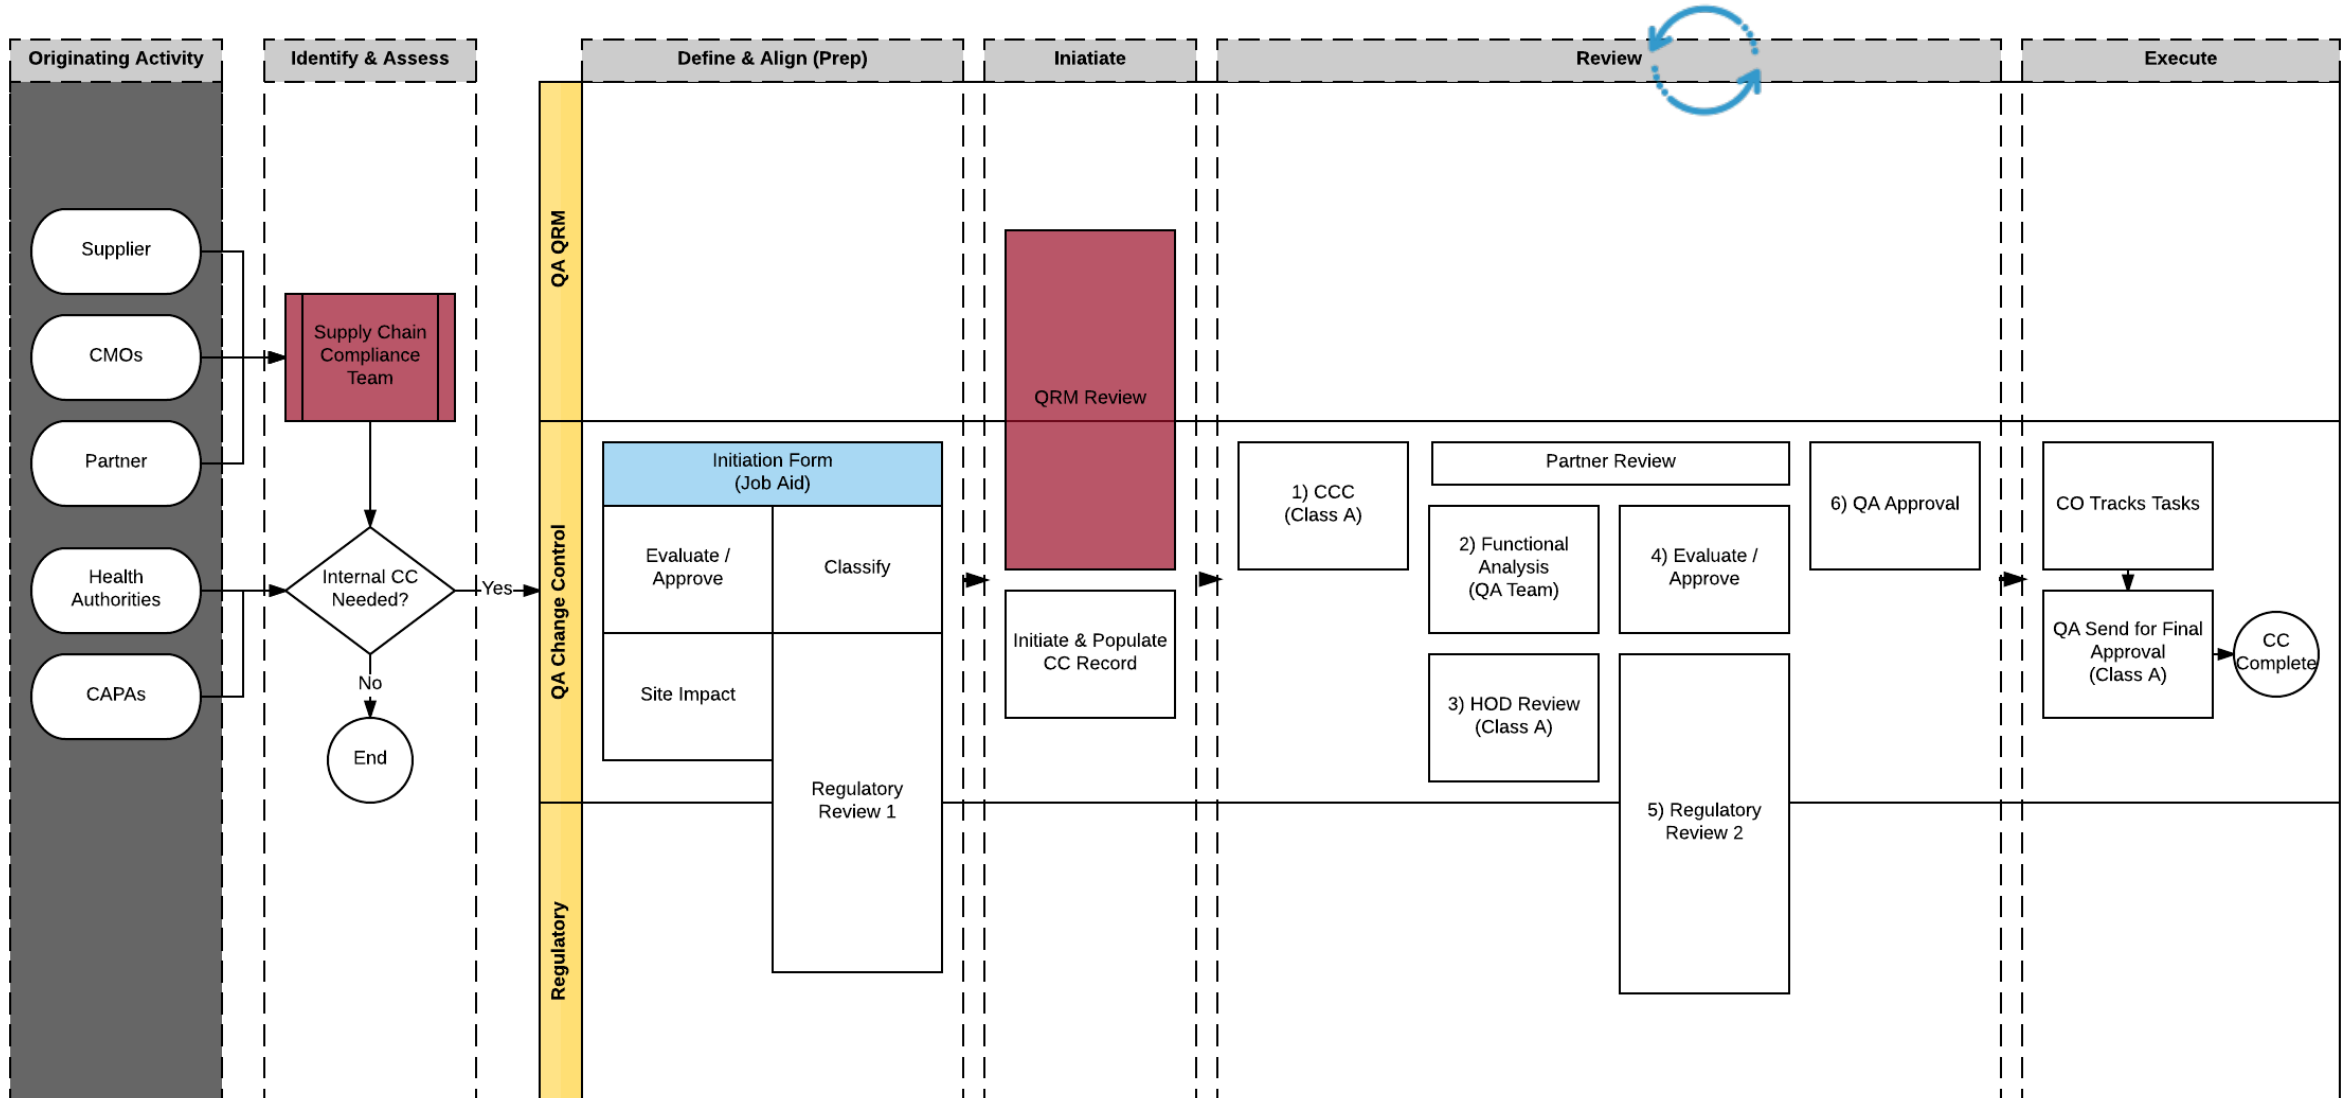 Originating Activity
Identify & Assess
Define & Align (Prep)
Iniatiate
Review
Execute
Supplier
CMOs
Partner
Health
Authorities
CAPAs
Supply Chain
Compliance
Team
Internal CC
Needed?
Yes
No
End
QA QRM
QA Change Control
Regulatory
Initiation Form
(Job Aid)
Evaluate /
Approve
Classify
Site Impact
Regulatory
Review 1
QRM Review
Initiate & Populate
CC Record
1) CCC
(Class A)
Partner Review
2) Functional
Analysis
(QA Team)
3) HOD Review
(Class A)
4) Evaluate /
Approve
5) Regulatory
Review 2
6) QA Approval
CO Tracks Tasks
QA Send for Final
Approval
(Class A)
CC
Complete